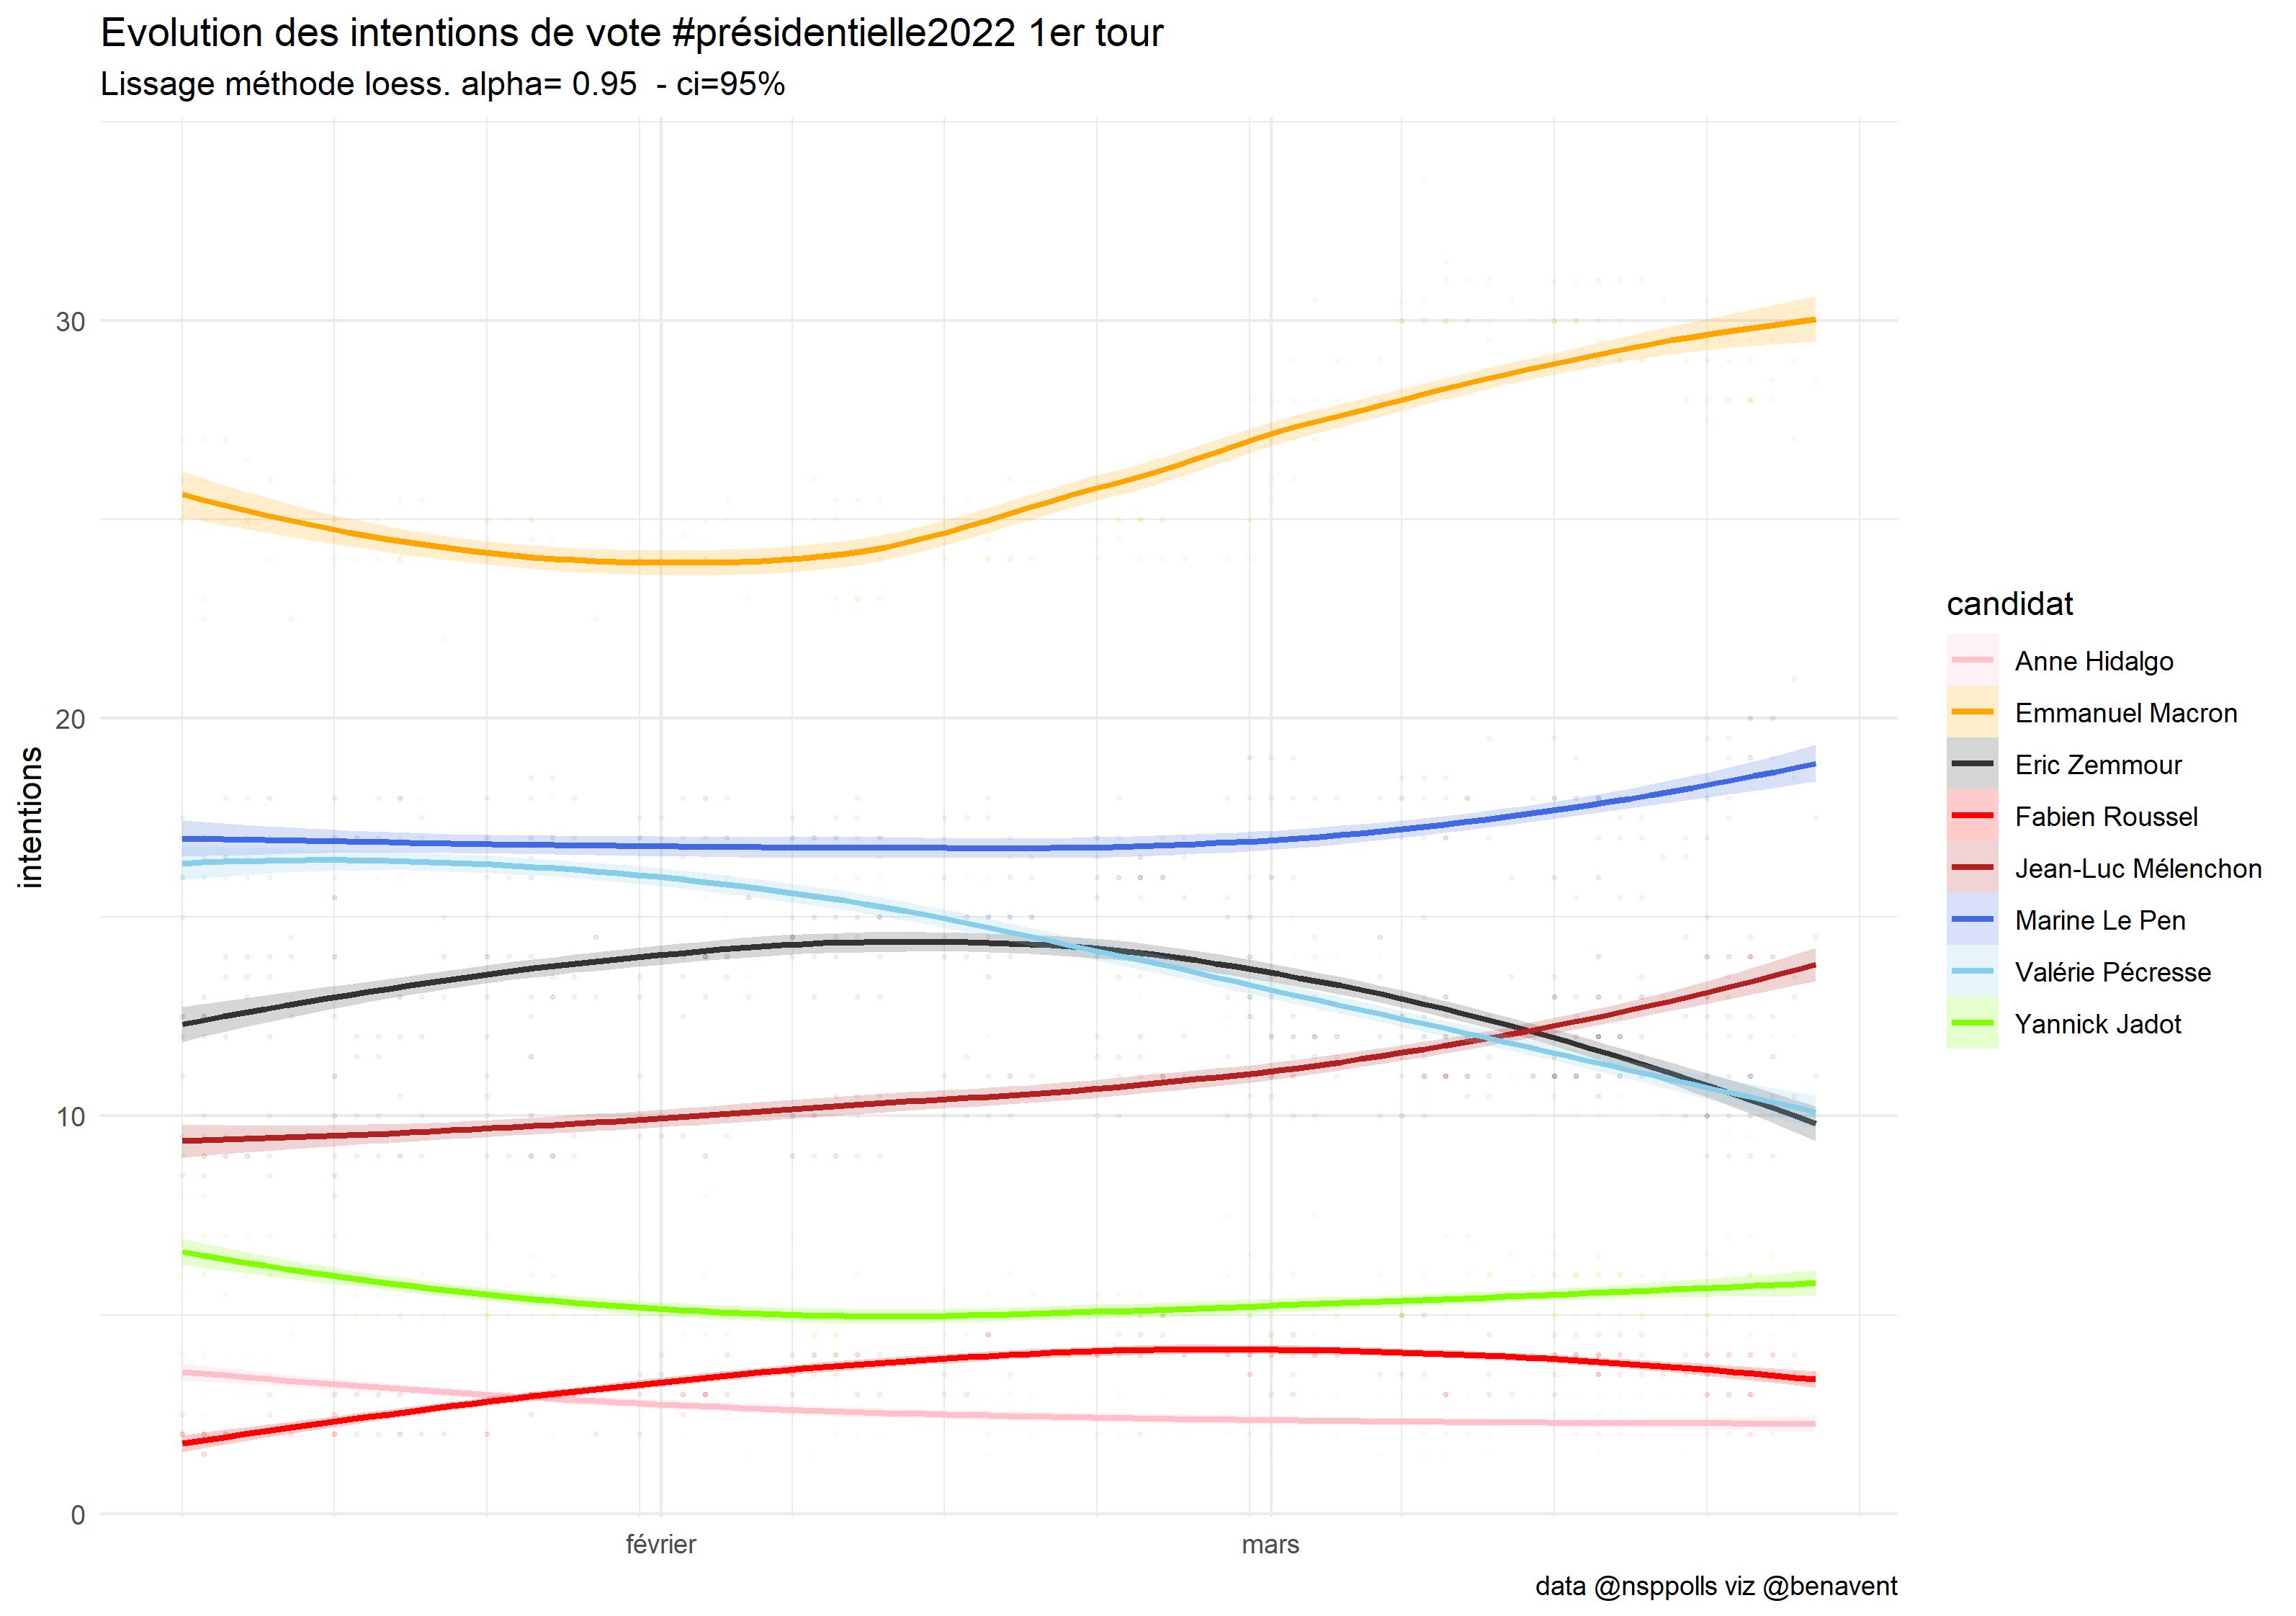 Evolution des intentions de vote #présidentielle2022 1er tour
Lissage méthode loess. alpha= 0.95  - ci=95%
intentions
30
20
10
0
février
mars
candidat
Anne Hidalgo
Emmanuel Macron
Eric Zemmour
Fabien Roussel
Jean-Luc Mélenchon
Marine Le Pen
Valérie Pécresse
Yannick Jadot
data @nsppolls viz @benavent